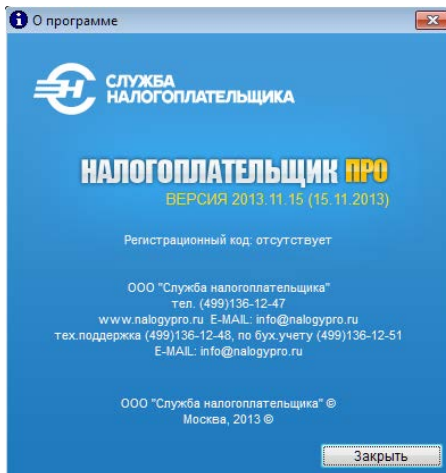 О программе
СЛУЖБА
НАЛОГОПЛАТЕЛЬЩИКА
НАЛОГОПЛАТЕЛЬЩИК ПРО
ВЕРСИЯ 2013.11.15 (15.11.2013)
Регистрационный код: отсутствует
ООО "Служба налогоплательщика"
тел. (499)136-12-47
www.nalogypro.ru E-MAIL: info@nalogypro.ru
тех.поддержка (499)136-12-48, по бух.учету (499)136-12-51
E-MAIL: info@nalogypro.ru
ООО "Служба налогоплательщика" ©
Москва, 2013 ©
Закрыть